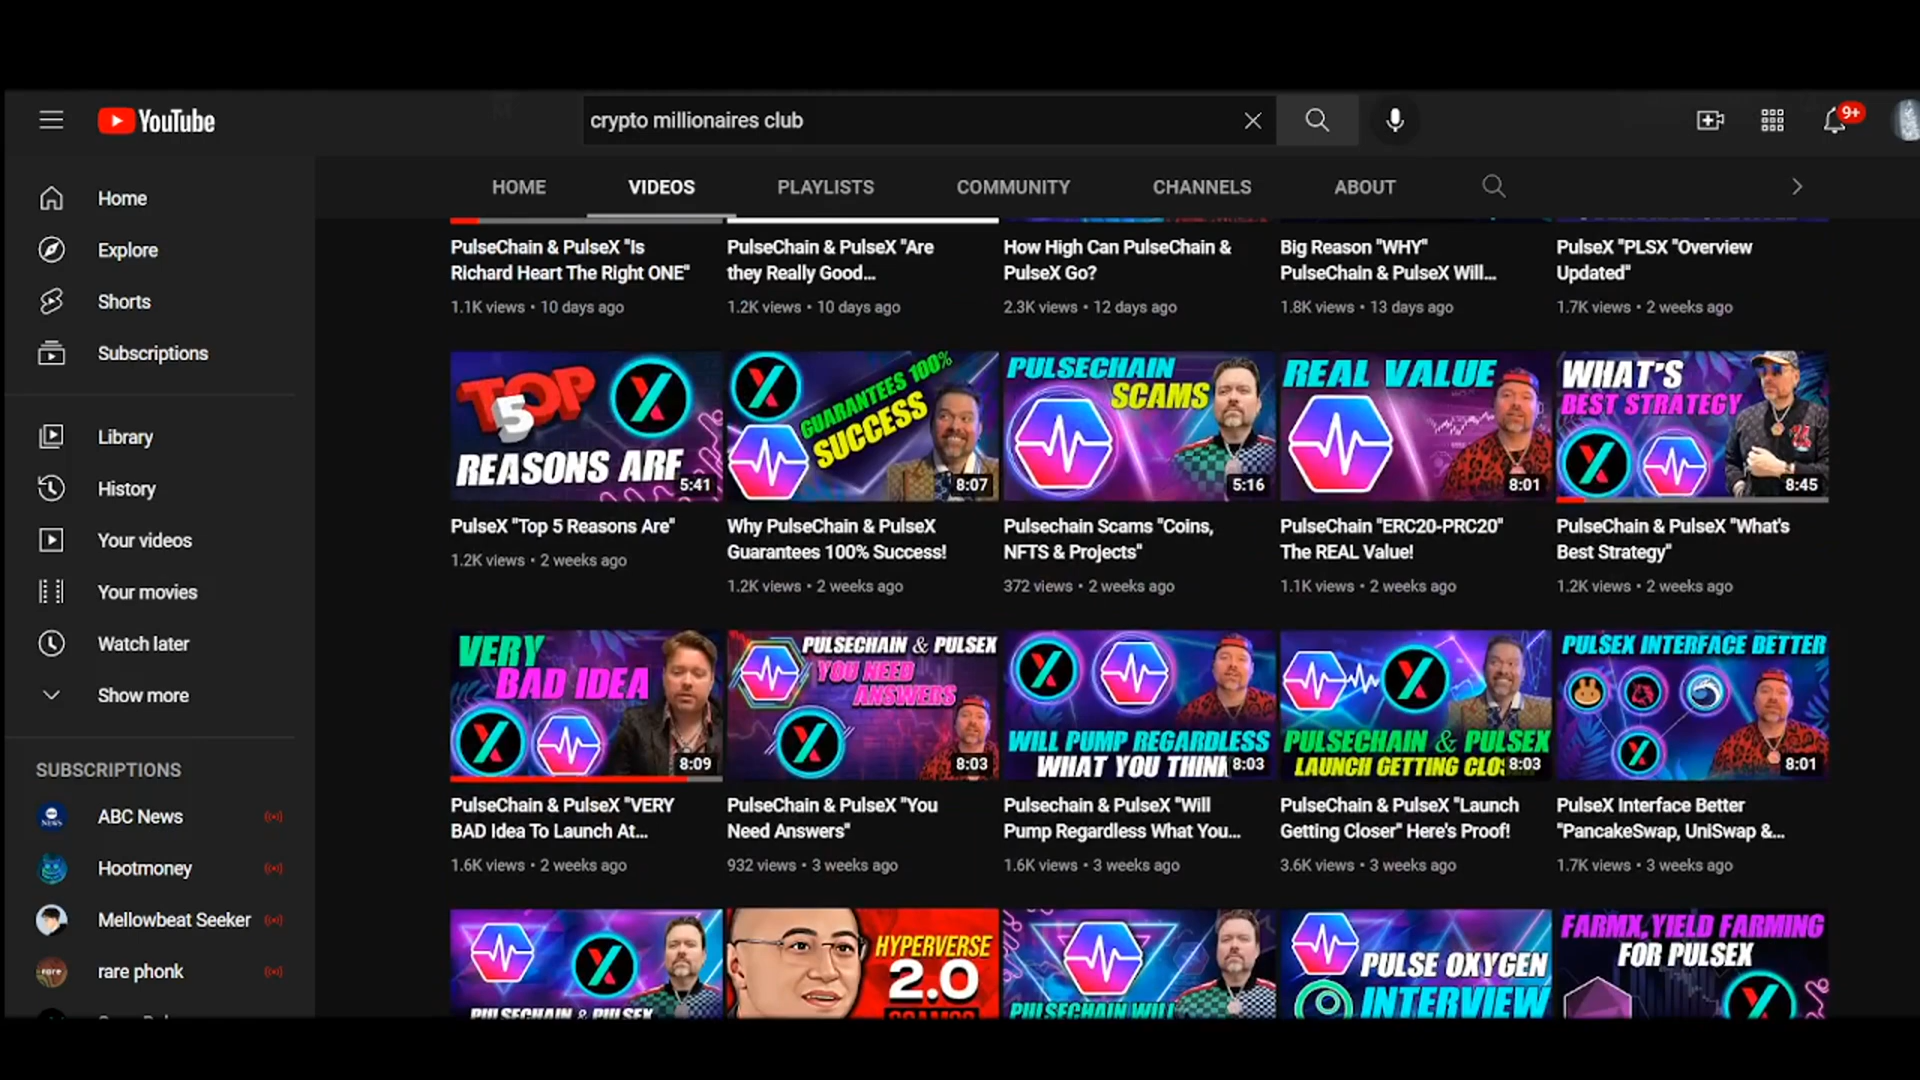 YouTube
crypto millionaires club
9+
HOME
VIDEOS
PLAYLISTS
COMMUNITY
CHANNELS
ABOUT
Home
Explore
Shorts
Subscriptions
Library
History
Your videos
Your movies
Watch later
Show more
SUBSCRIPTIONS
ABC News
Hootmoney
Mellowbeat Seeker
rare phonk
PulseChain & PulseX "Is
Richard Heart The Right ONE"
1.1K views • 10 days ago
PulseChain & PulseX "Are
they Really Good...
1.2K views • 10 days ago
How High Can PulseChain &
PulseX Go?
2.3K views • 12 days ago
Big Reason "WHY"
PulseChain & PulseX Will...
1.8K views • 13 days ago
PulseX "PLSX "Overview
Updated"
1.7K views • 2 weeks ago
TOP
5
REASONS ARE
5:41
PulseX "Top 5 Reasons Are"
1.2K views • 2 weeks ago
GUARANTEES 100%
SUCCESS
8:07
Why PulseChain & PulseX
Guarantees 100% Success!
1.2K views • 2 weeks ago
PULSECHAIN
SCAMS
5:16
Pulsechain Scams "Coins,
NFTS & Projects"
372 views • 2 weeks ago
REAL VALUE
8:01
PulseChain "ERC20-PRC20"
The REAL Value!
1.1K views • 2 weeks ago
WHAT'S
BEST STRATEGY
8:45
PulseChain & PulseX "What's
Best Strategy"
1.2K views • 2 weeks ago
VERY
BAD IDEA
8:09
PulseChain & PulseX "VERY
BAD Idea To Launch At...
1.6K views • 2 weeks ago
PULSECHAIN & PULSEX
YOU NEED
ANSWERS
8:03
PulseChain & PulseX "You
Need Answers"
932 views • 3 weeks ago
WILL PUMP REGARDLESS
WHAT YOU THINK
8:03
Pulsechain & PulseX "Will
Pump Regardless What You...
1.6K views • 3 weeks ago
PULSECHAIN & PULSEX
LAUNCH GETTING CLOS
8:03
PulseChain & PulseX "Launch
Getting Closer" Here's Proof!
3.6K views • 3 weeks ago
PULSEX INTERFACE BETTER
8:01
PulseX Interface Better
"PancakeSwap, UniSwap &...
1.7K views • 3 weeks ago
PULSECHAIN & PULSEX
HYPERVERSE
2.0
PULSECHAIN WILL
PULSE OXYGEN
INTERVIEW
FARMX, YIELD FARMING
FOR PULSEX